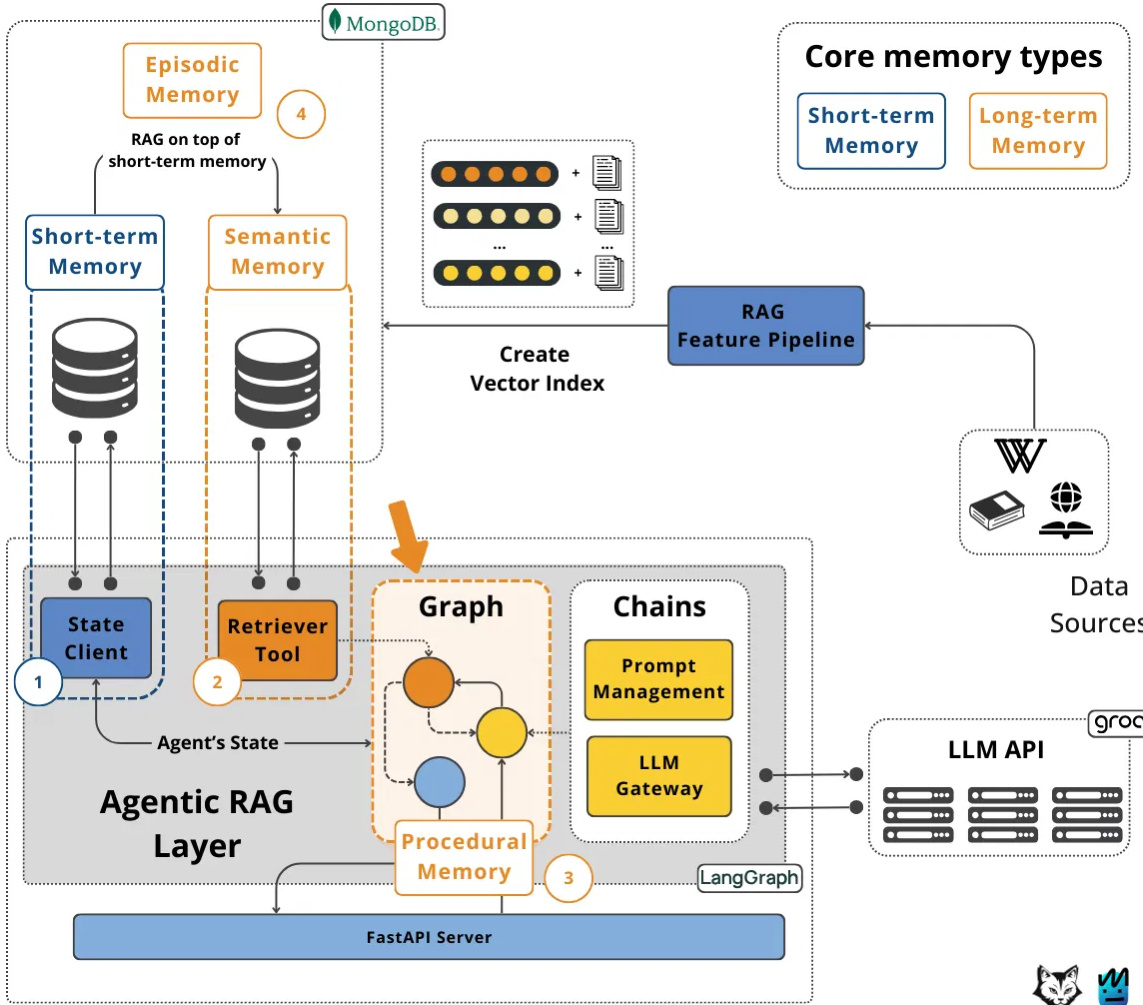 MongoDB.
Episodic
Memory
4
RAG on top of
short-term memory
Short-term
Memory
Semantic
Memory
Core memory types
Short-term
Memory
Long-term
Memory
+
+
...
...
+
RAG
Feature Pipeline
Create
Vector Index
W
Data
Sources
State
Client
1
Retriever
Tool
2
Agent's State
Agentic RAG
Layer
Graph
Procedural
Memory
3
Chains
Prompt
Management
LLM
Gateway
LangGraph
groq
LLM API
FastAPI Server